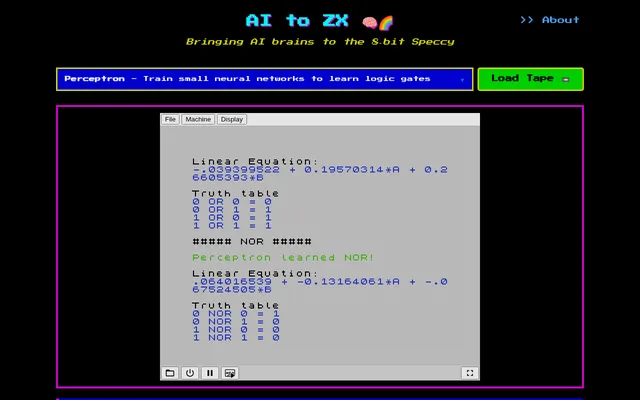 AI to ZX
>> About
Bringing AI brains to the 8-bit Speccy
Perceptron - Train small neural networks to learn logic gates
Load Tape
File Machine Display
Linear Equation:
-.039399522 + 0.19570314*A + 0.2
6605393*B
Truth table
0 OR 0 = 0
0 OR 1 = 1
1 OR 0 = 1
1 OR 1 = 1
##### NOR #####
Perceptron learned NOR!
Linear Equation:
.064016539 + -0.13164061*A + -.0
67524505*B
Truth table
0 NOR 0 = 1
0 NOR 1 = 0
1 NOR 0 = 0
1 NOR 1 = 0